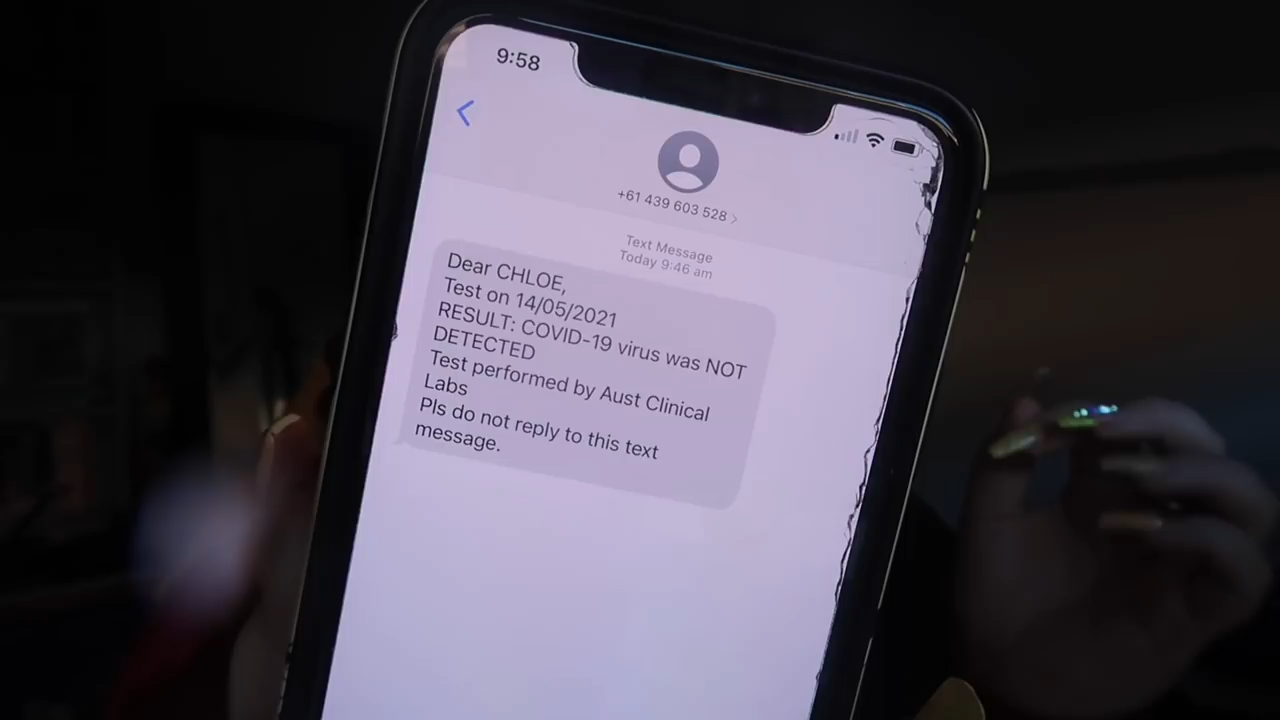 9:58
+61 439 603 528 >
Text Message
Today 9:46 am
Dear CHLOE,
Test on 14/05/2021
RESULT: COVID-19 virus was NOT
DETECTED
Test performed by Aust Clinical
Labs
Pls do not reply to this text
message.